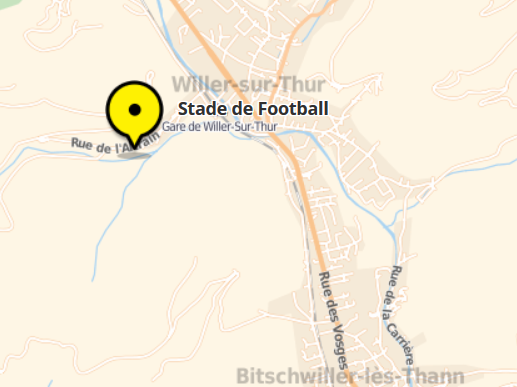 Willer-sur-Thur
Stade de Football
Gare de Willer-Sur-Thur
Rue de l'Altrain
Rue de la Carrière
Rue des Vosges
Bitschwiller-lès-Thann